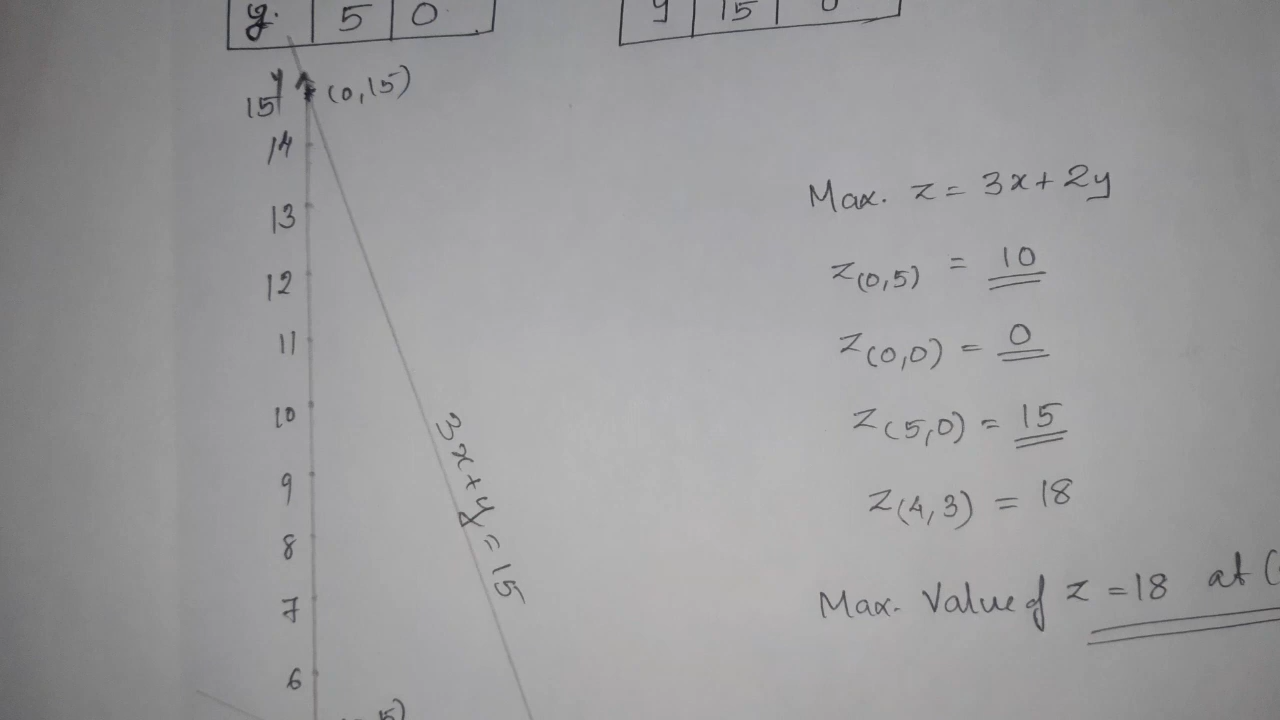 y. 5 0
y 15 0
y
15 (0,15)
14
13
12
11
10
9
8
7
6
3x+y=15
Max. z = 3x+2y
z(0,5) = 10
z(0,0) = 0
z(5,0) = 15
z(4,3) = 18
Max. Value of z = 18 at (
5)